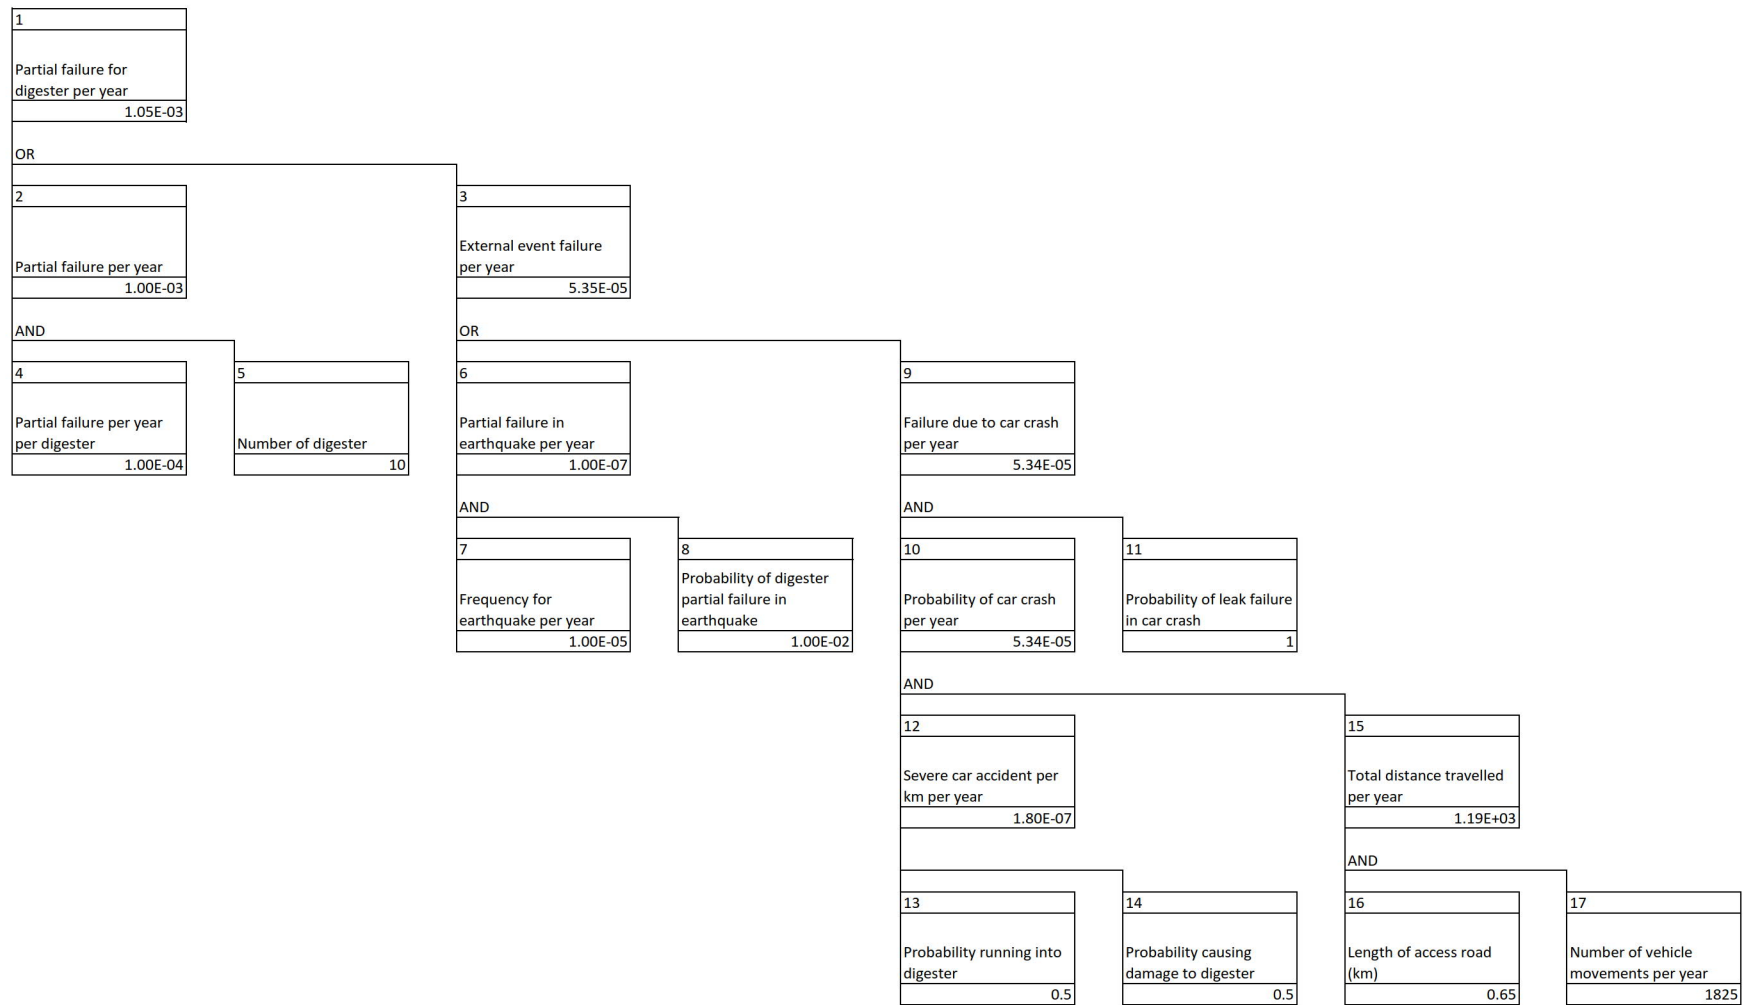 1
Partial failure for
digester per year
1.05E-03
OR
2
Partial failure per year
1.00E-03
3
External event failure
per year
5.35E-05
AND
OR
4
Partial failure per year
per digester
1.00E-04
5
Number of digester
10
6
Partial failure in
earthquake per year
1.00E-07
9
Failure due to car crash
per year
5.34E-05
AND
AND
7
Frequency for
earthquake per year
1.00E-05
8
Probability of digester
partial failure in
earthquake
1.00E-02
10
Probability of car crash
per year
5.34E-05
11
Probability of leak failure
in car crash
1
AND
12
Severe car accident per
km per year
1.80E-07
15
Total distance travelled
per year
1.19E+03
AND
13
Probability running into
digester
0.5
14
Probability causing
damage to digester
0.5
16
Length of access road
(km)
0.65
17
Number of vehicle
movements per year
1825